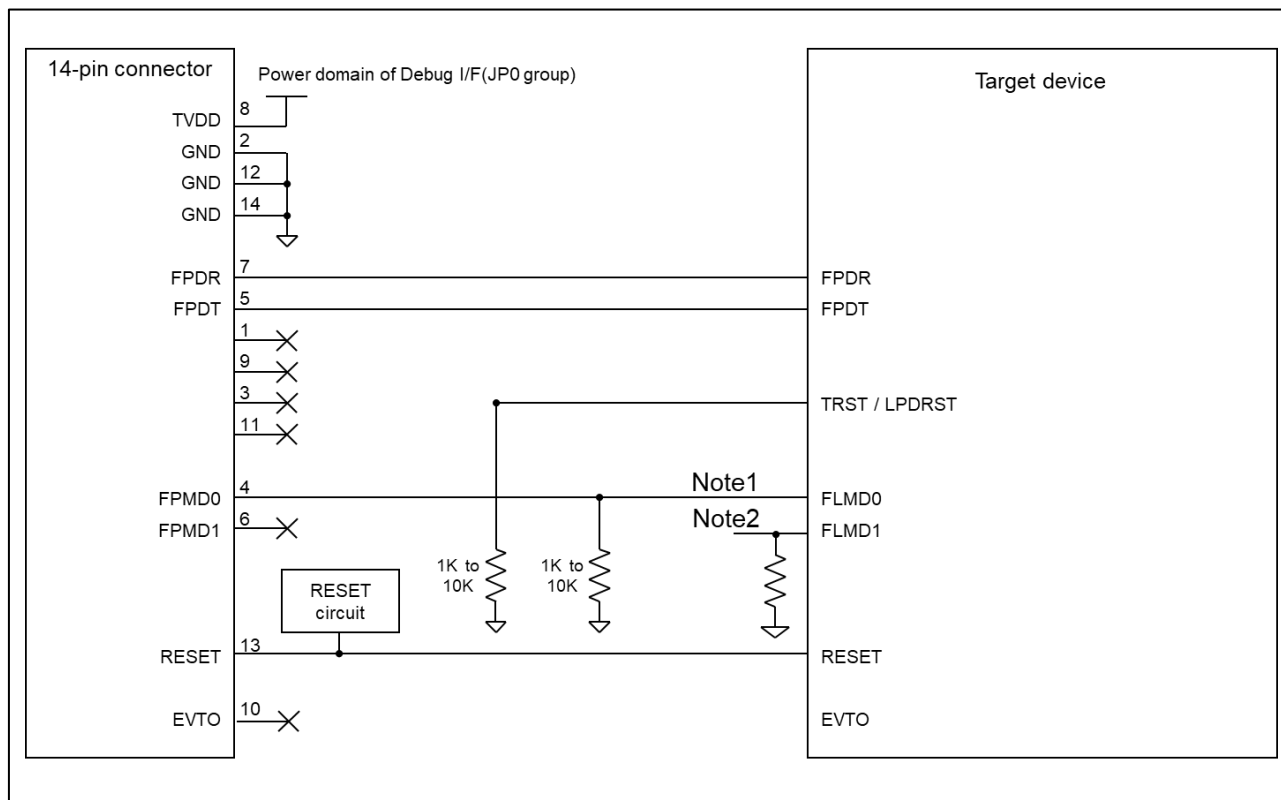 14-pin connector
Power domain of Debug I/F(JP0 group)
Target device
TVDD
8
GND
2
GND
12
GND
14
FPDR
7
FPDR
FPDT
5
FPDT
1
9
3
TRST / LPDRST
11
FPMD0
4
Note1
FLMD0
FPMD1
6
Note2
FLMD1
1K to
10K
1K to
10K
RESET
circuit
RESET
13
RESET
EVTO
10
EVTO